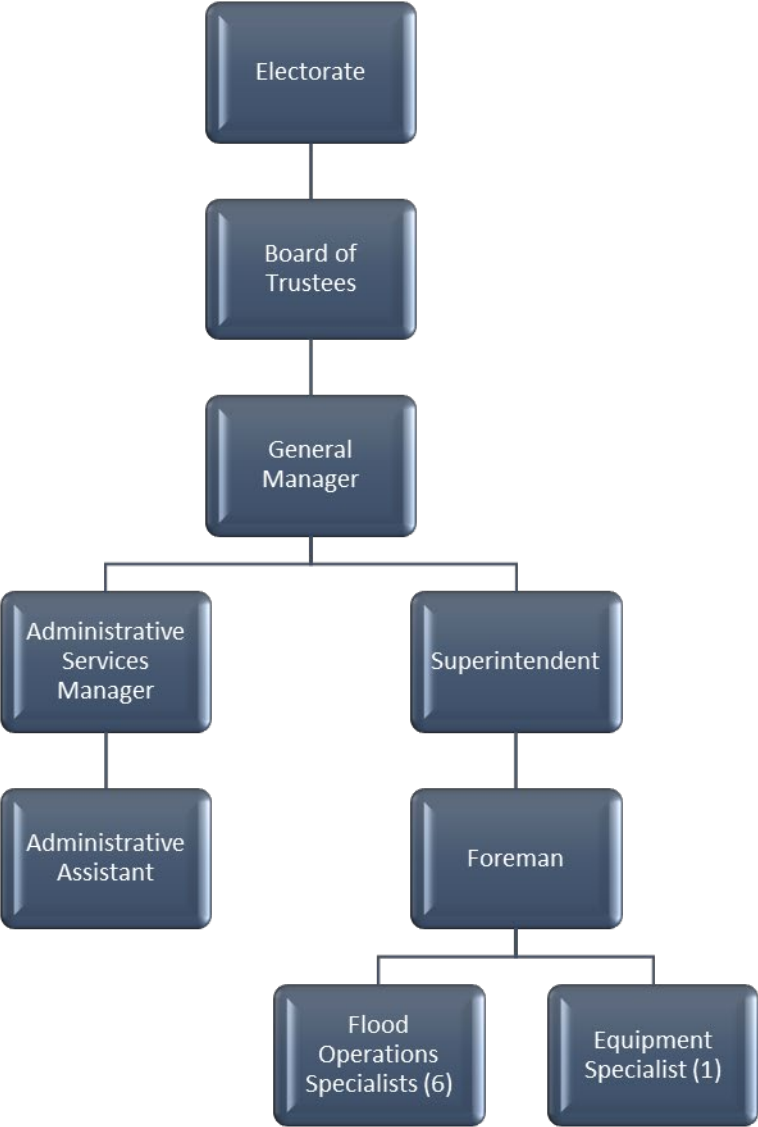 Electorate
Board of
Trustees
General
Manager
Administrative
Services
Manager
Superintendent
Administrative
Assistant
Foreman
Flood
Operations
Specialists (6)
Equipment
Specialist (1)